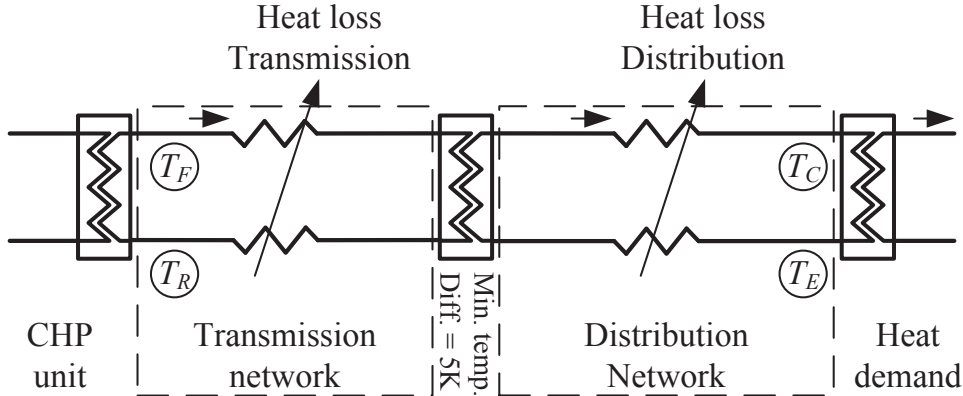 Heat loss
Transmission
Heat loss
Distribution
T_F
T_C
T_R
T_E
CHP
unit
Transmission
network
Min. temp.
Diff. = 5K
Distribution
Network
Heat
demand